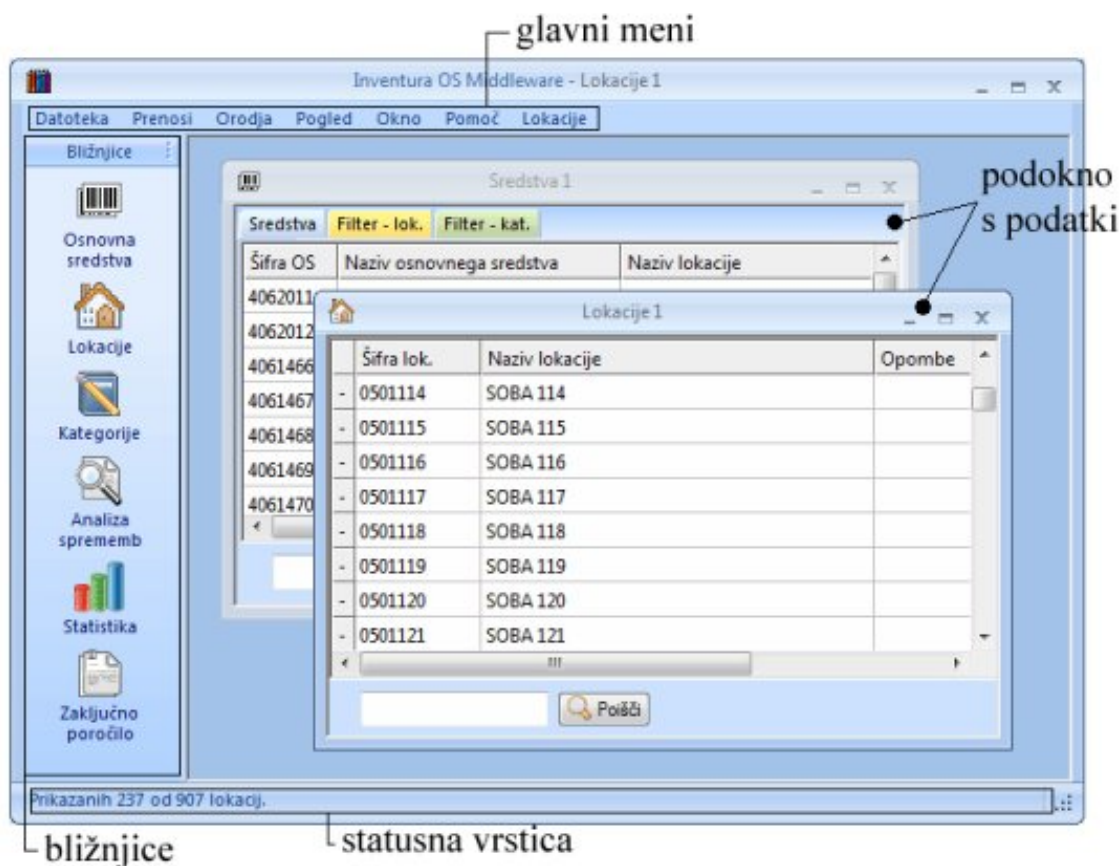 glavni meni
Inventura OS Middleware - Lokacije 1
Datoteka Prenosi Orodja Pogled Okno Pomoč Lokacije
Bližnjice
Osnovna
sredstva
Lokacije
Kategorije
Analiza
sprememb
Statistika
Zaključno
poročilo
Sredstva 1
podokno
s podatki
Sredstva Filter - lok. Filter - kat.
Šifra OS Naziv osnovnega sredstva Naziv lokacije
4062011
4062012
4061466
4061467
4061468
4061469
4061470
Lokacije 1
Šifra lok. Naziv lokacije Opombe
- 0501114 SOBA 114
- 0501115 SOBA 115
- 0501116 SOBA 116
- 0501117 SOBA 117
- 0501118 SOBA 118
- 0501119 SOBA 119
- 0501120 SOBA 120
- 0501121 SOBA 121
Poišči
Prikazanih 237 od 907 lokacij.
bližnjice
statusna vrstica